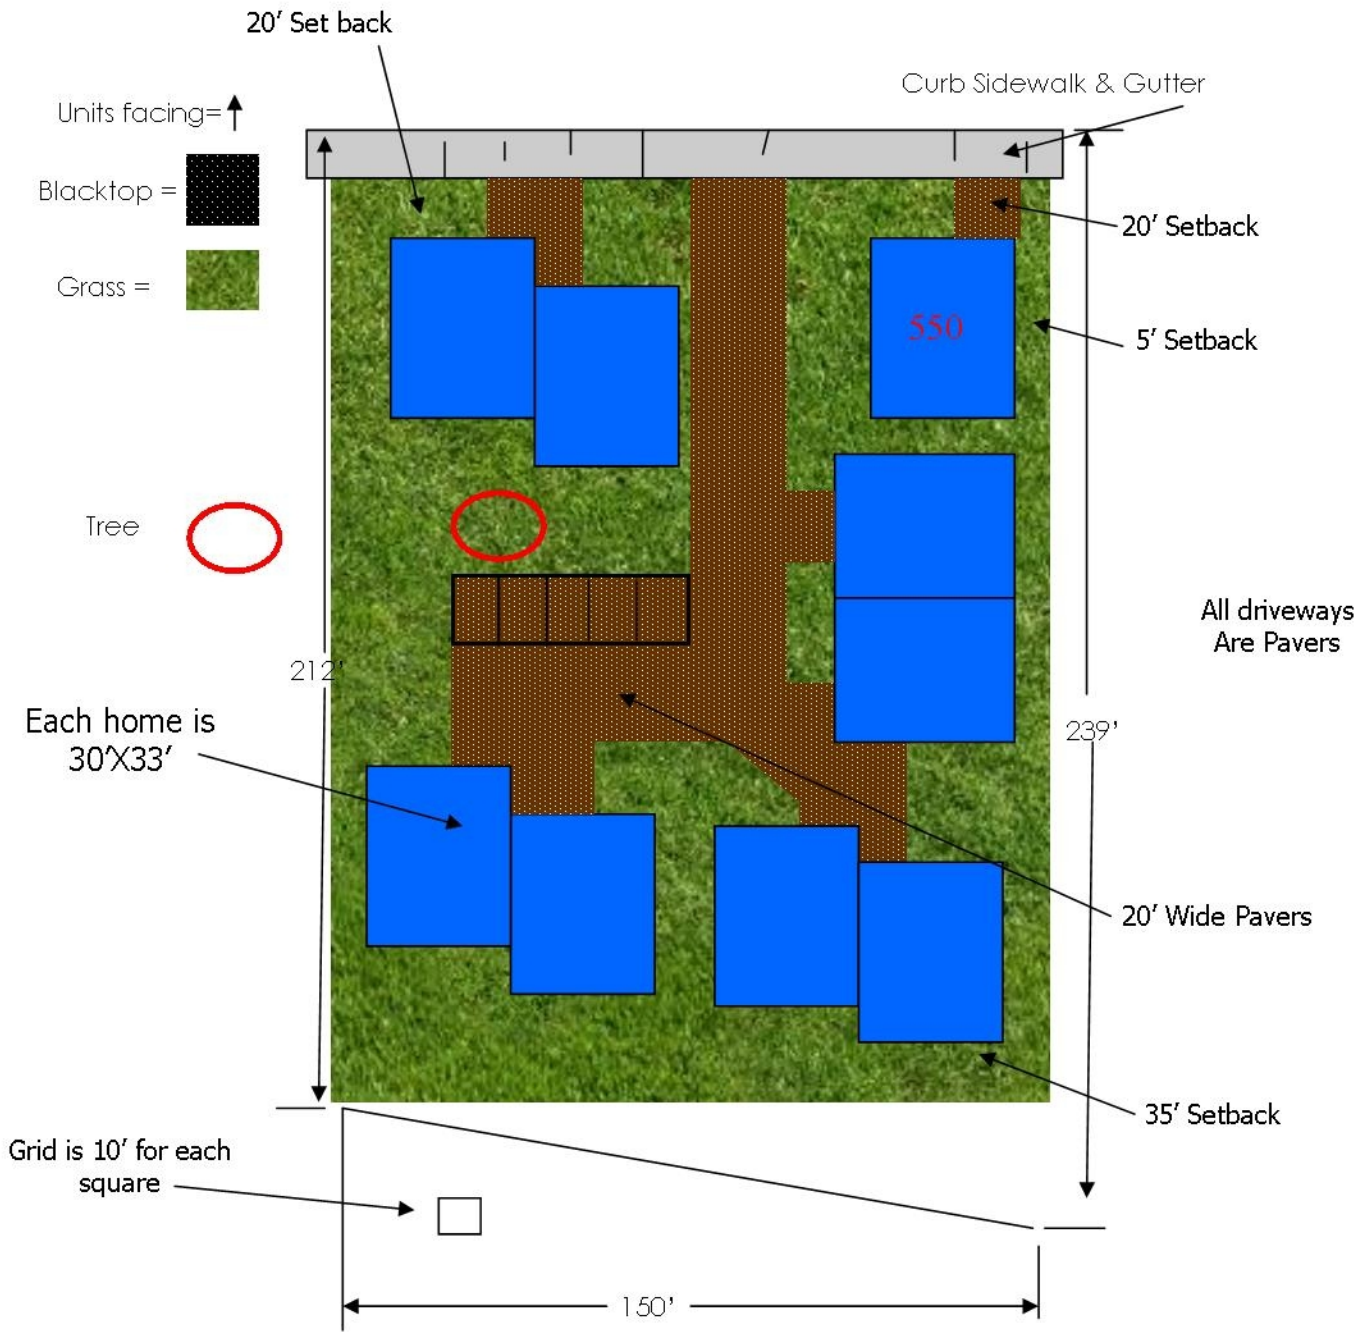 20' Set back
Curb Sidewalk & Gutter
Units facing=
Blacktop =
20' Setback
Grass =
550
5' Setback
Tree
All driveways
Are Pavers
212'
Each home is
30'X33'
239'
20' Wide Pavers
35' Setback
Grid is 10' for each
square
150'